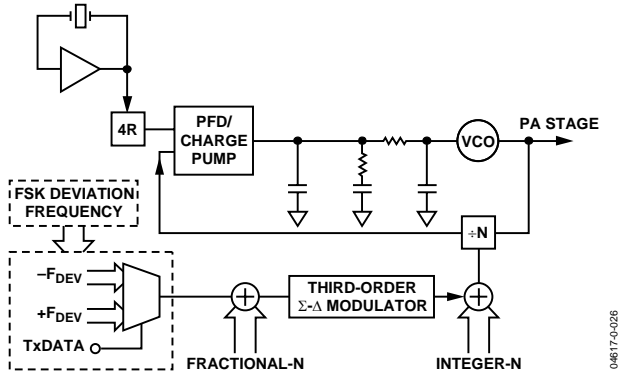 4R
PFD/
CHARGE
PUMP
VCO
PA STAGE
FSK DEVIATION
FREQUENCY
÷N
–FDEV
+FDEV
TxDATA
THIRD-ORDER
Σ-Δ MODULATOR
FRACTIONAL-N
INTEGER-N
04617-0-026